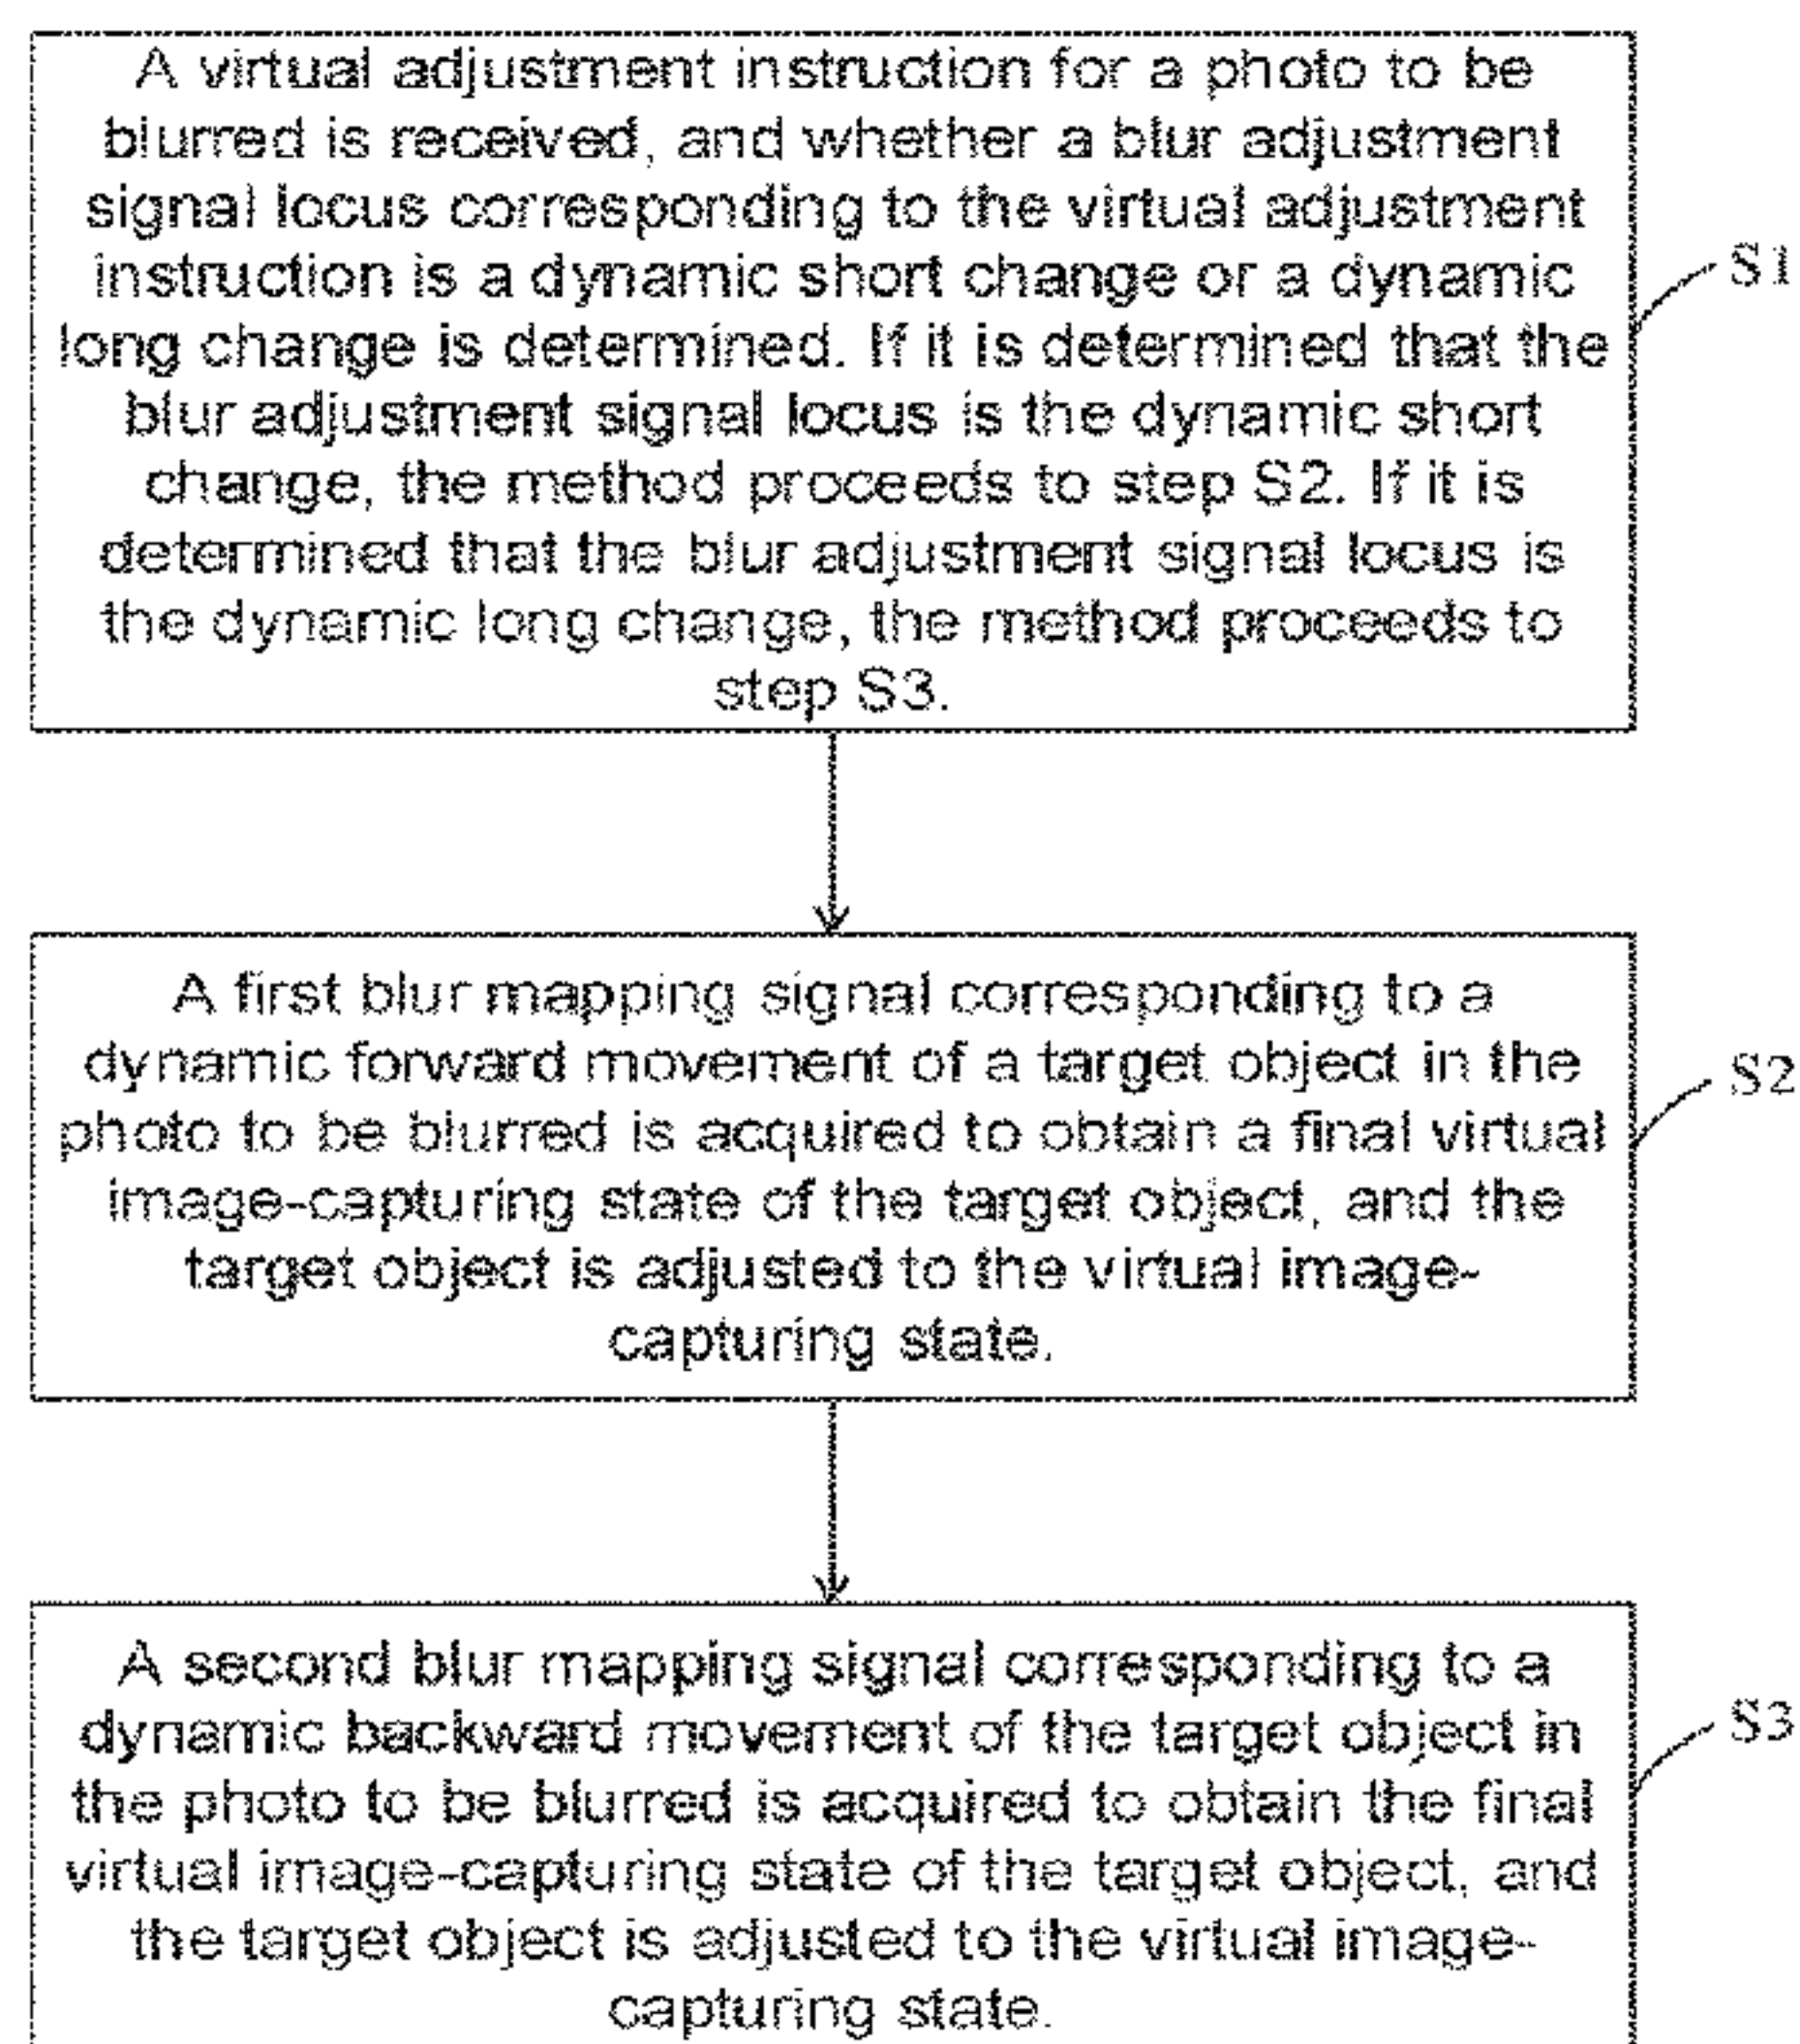 A virtual adjustment instruction for a photo to be
blurred is received, and whether a blur adjustment
signal locus corresponding to the virtual adjustment
instruction is a dynamic short change or a dynamic
long change is determined. If it is determined that the
blur adjustment signal locus is the dynamic short
change, the method proceeds to step S2. If it is
determined that the blur adjustment signal locus is
the dynamic long change, the method proceeds to
step S3.
S1
A first blur mapping signal corresponding to a
dynamic forward movement of a target object in the
photo to be blurred is acquired to obtain a final virtual
image-capturing state of the target object, and the
target object is adjusted to the virtual image-
capturing state.
S2
A second blur mapping signal corresponding to a
dynamic backward movement of the target object in
the photo to be blurred is acquired to obtain the final
virtual image-capturing state of the target object, and
the target object is adjusted to the virtual image-
capturing state.
S3